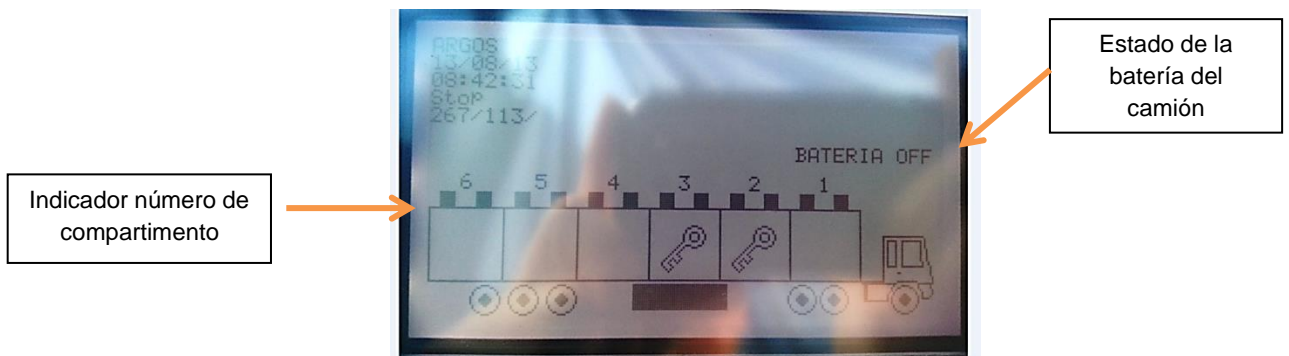 ARGOS
13/08/13
08:42:31
Stop
267/113/
Estado de la
batería del
camión
BATERIA OFF
6 5 4 3 2 1
Indicador número de
compartimento